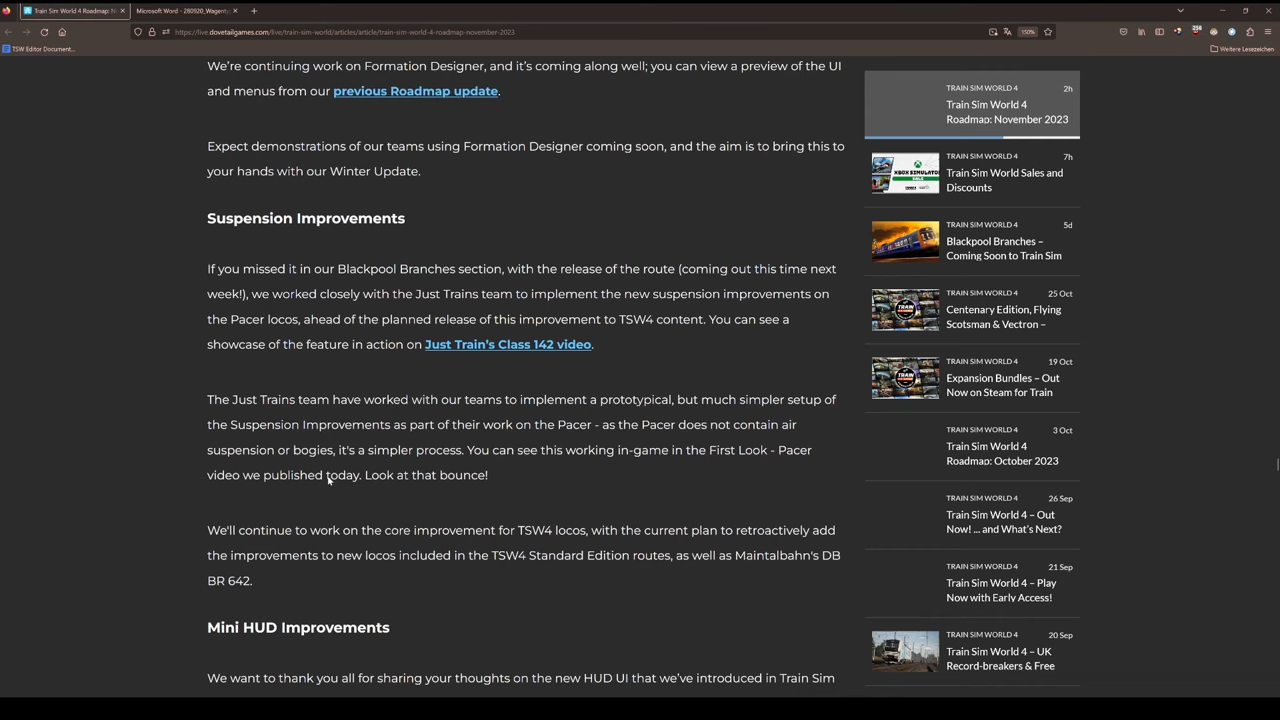 Train Sim World 4 Roadmap: N
Microsoft Word - 280920_Wagent
https://live.dovetailgames.com/live/train-sim-world/articles/article/train-sim-world-4-roadmap-november-2023
150%
TSW Editor Document...
Weitere Lesezeichen
We're continuing work on Formation Designer, and it's coming along well; you can view a preview of the UI
and menus from our previous Roadmap update.
Expect demonstrations of our teams using Formation Designer coming soon, and the aim is to bring this to
your hands with our Winter Update.
Suspension Improvements
If you missed it in our Blackpool Branches section, with the release of the route (coming out this time next
week!), we worked closely with the Just Trains team to implement the new suspension improvements on
the Pacer locos, ahead of the planned release of this improvement to TSW4 content. You can see a
showcase of the feature in action on Just Train's Class 142 video.
The Just Trains team have worked with our teams to implement a prototypical, but much simpler setup of
the Suspension Improvements as part of their work on the Pacer - as the Pacer does not contain air
suspension or bogies, it's a simpler process. You can see this working in-game in the First Look - Pacer
video we published today. Look at that bounce!
We'll continue to work on the core improvement for TSW4 locos, with the current plan to retroactively add
the improvements to new locos included in the TSW4 Standard Edition routes, as well as Maintalbahn's DB
BR 642.
Mini HUD Improvements
We want to thank you all for sharing your thoughts on the new HUD UI that we've introduced in Train Sim
TRAIN SIM WORLD 4 2h
Train Sim World 4
Roadmap: November 2023
TRAIN SIM WORLD 4 7h
Train Sim World Sales and
Discounts
TRAIN SIM WORLD 4 5d
Blackpool Branches –
Coming Soon to Train Sim
TRAIN SIM WORLD 4 25 Oct
Centenary Edition, Flying
Scotsman & Vectron –
TRAIN SIM WORLD 4 19 Oct
Expansion Bundles – Out
Now on Steam for Train
TRAIN SIM WORLD 4 3 Oct
Train Sim World 4
Roadmap: October 2023
TRAIN SIM WORLD 4 26 Sep
Train Sim World 4 – Out
Now! ... and What's Next?
TRAIN SIM WORLD 4 21 Sep
Train Sim World 4 – Play
Now with Early Access!
TRAIN SIM WORLD 4 20 Sep
Train Sim World 4 – UK
Record-breakers & Free